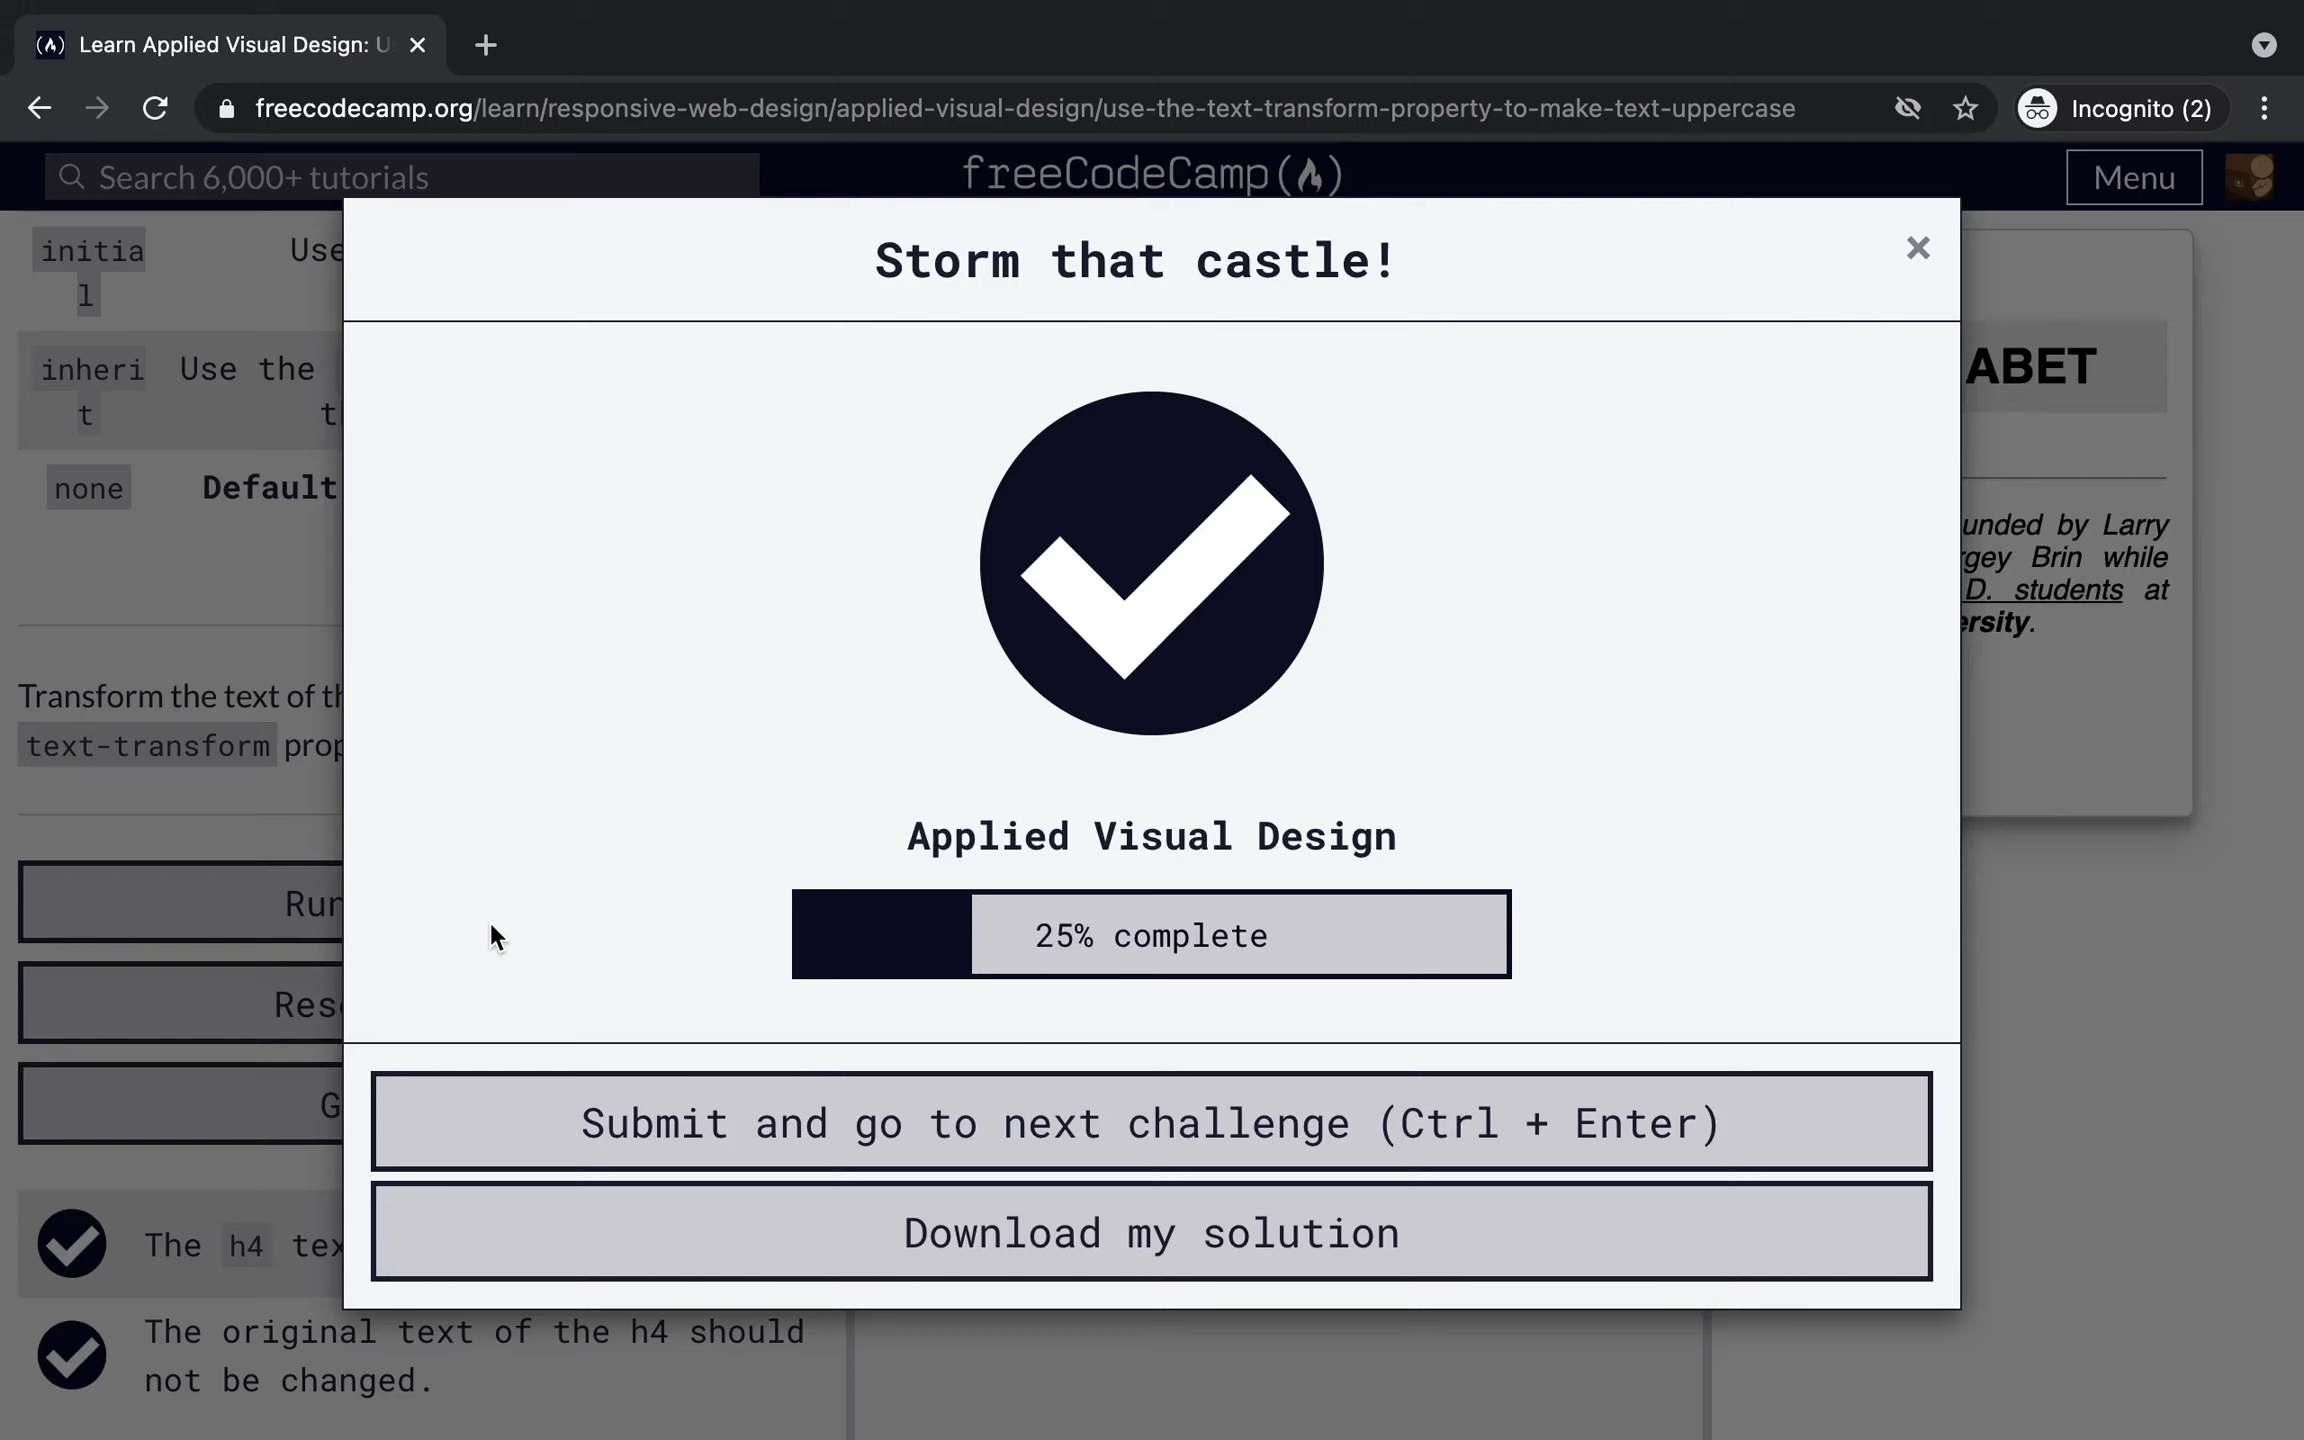 Learn Applied Visual Design: U
freecodecamp.org/learn/responsive-web-design/applied-visual-design/use-the-text-transform-property-to-make-text-uppercase
Incognito (2)
Search 6,000+ tutorials
freeCodeCamp
Menu
initia
l
Use
inheri
t
Use the
none
Default
Transform the text of
text-transform
Storm that castle!
Applied Visual Design
25% complete
Submit and go to next challenge (Ctrl + Enter)
Download my solution
ABET
unded by Larry
rgey Brin while
D. students at
ersity.
The h4
The original text of the h4 should
not be changed.